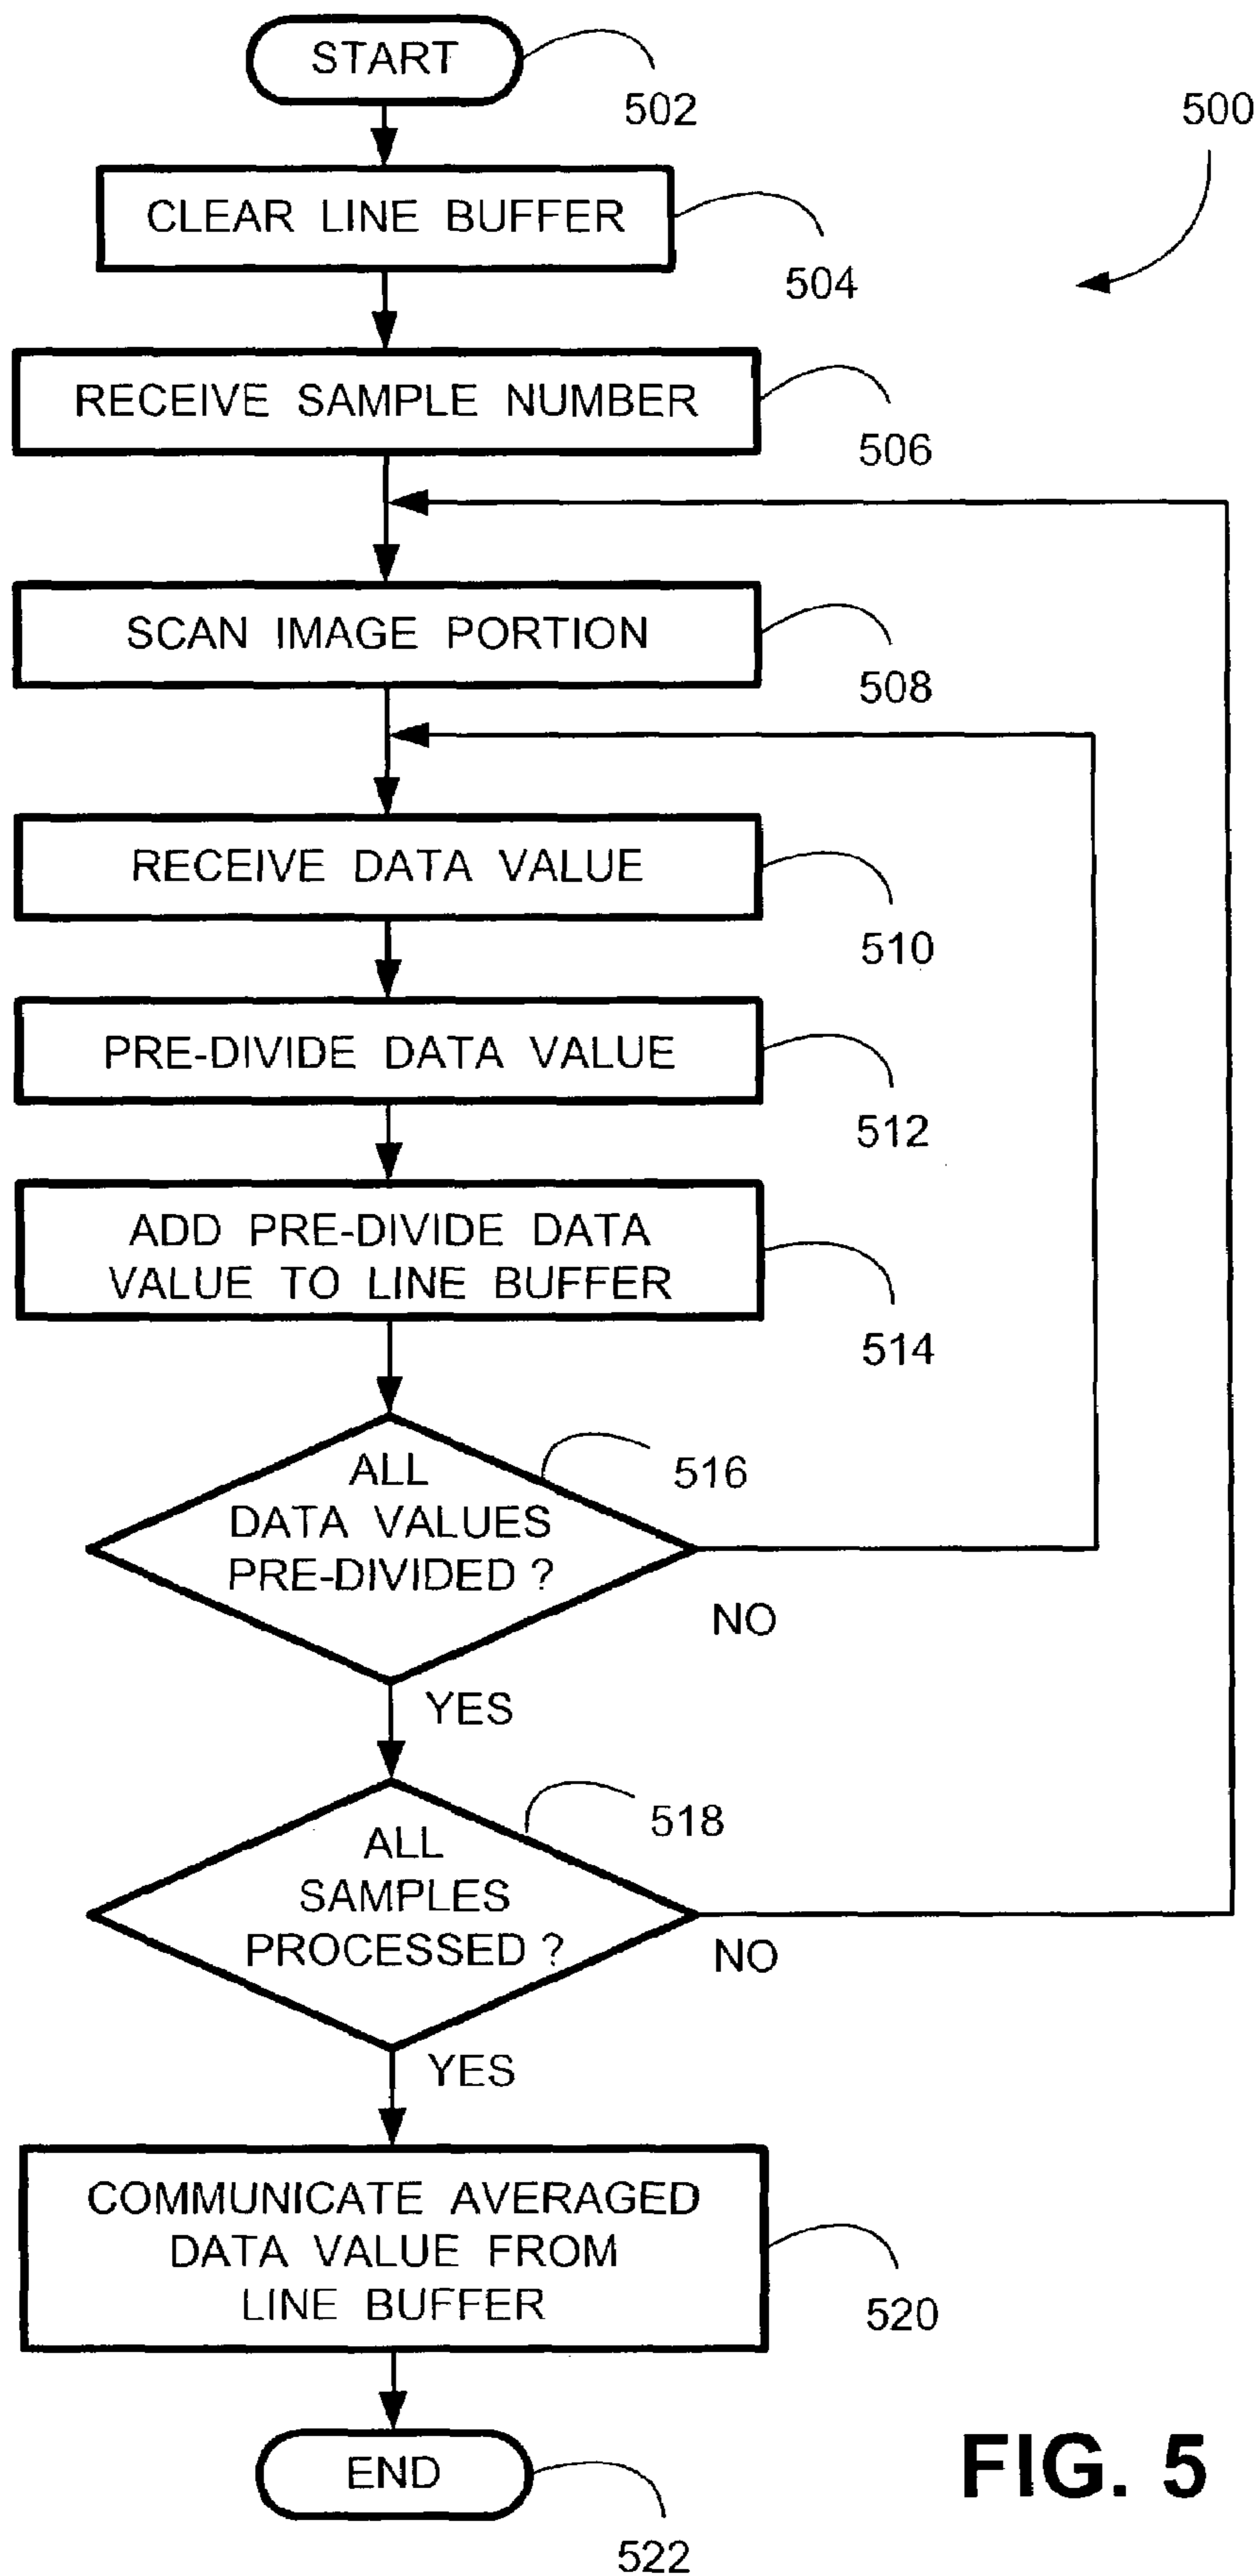 START
502
500
CLEAR LINE BUFFER
504
RECEIVE SAMPLE NUMBER
506
SCAN IMAGE PORTION
508
RECEIVE DATA VALUE
510
PRE-DIVIDE DATA VALUE
512
ADD PRE-DIVIDE DATA
VALUE TO LINE BUFFER
514
ALL
DATA VALUES
PRE-DIVIDED ?
516
NO
YES
ALL
SAMPLES
PROCESSED ?
518
NO
YES
COMMUNICATE AVERAGED
DATA VALUE FROM
LINE BUFFER
520
END
522
FIG. 5